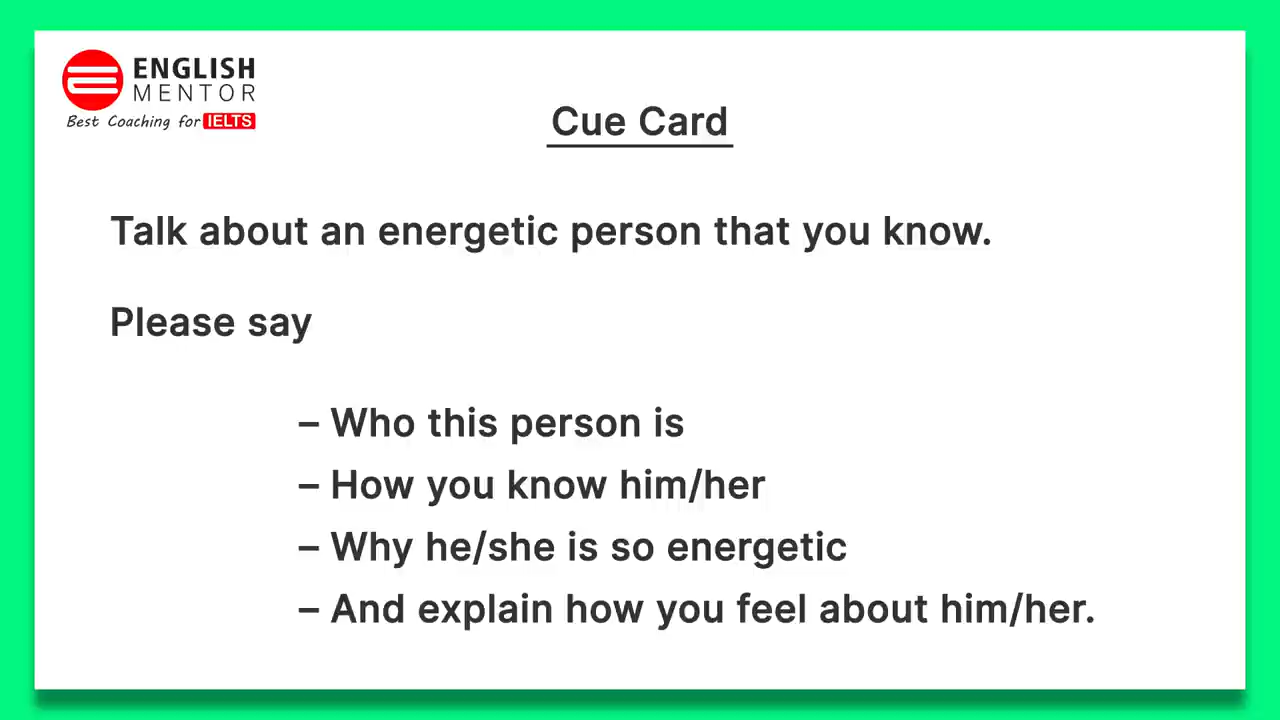 ENGLISH
MENTOR
Best Coaching for IELTS
Cue Card
Talk about an energetic person that you know.
Please say
– Who this person is
– How you know him/her
– Why he/she is so energetic
– And explain how you feel about him/her.